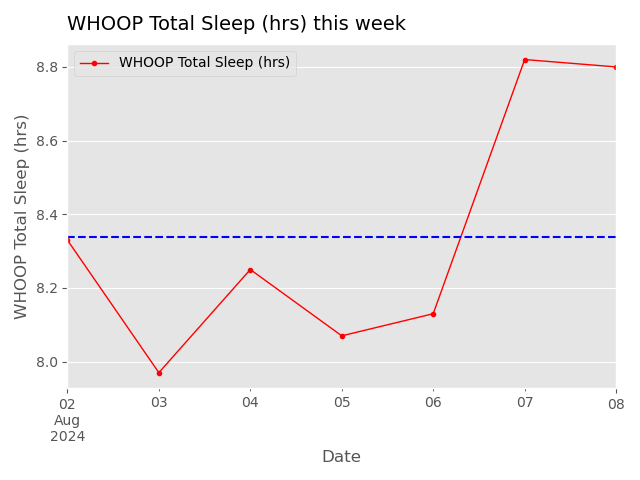 WHOOP Total Sleep (hrs) this week
WHOOP Total Sleep (hrs)
WHOOP Total Sleep (hrs)
8.8
8.6
8.4
8.2
8.0
02 03 04 05 06 07 08
Aug
2024
Date